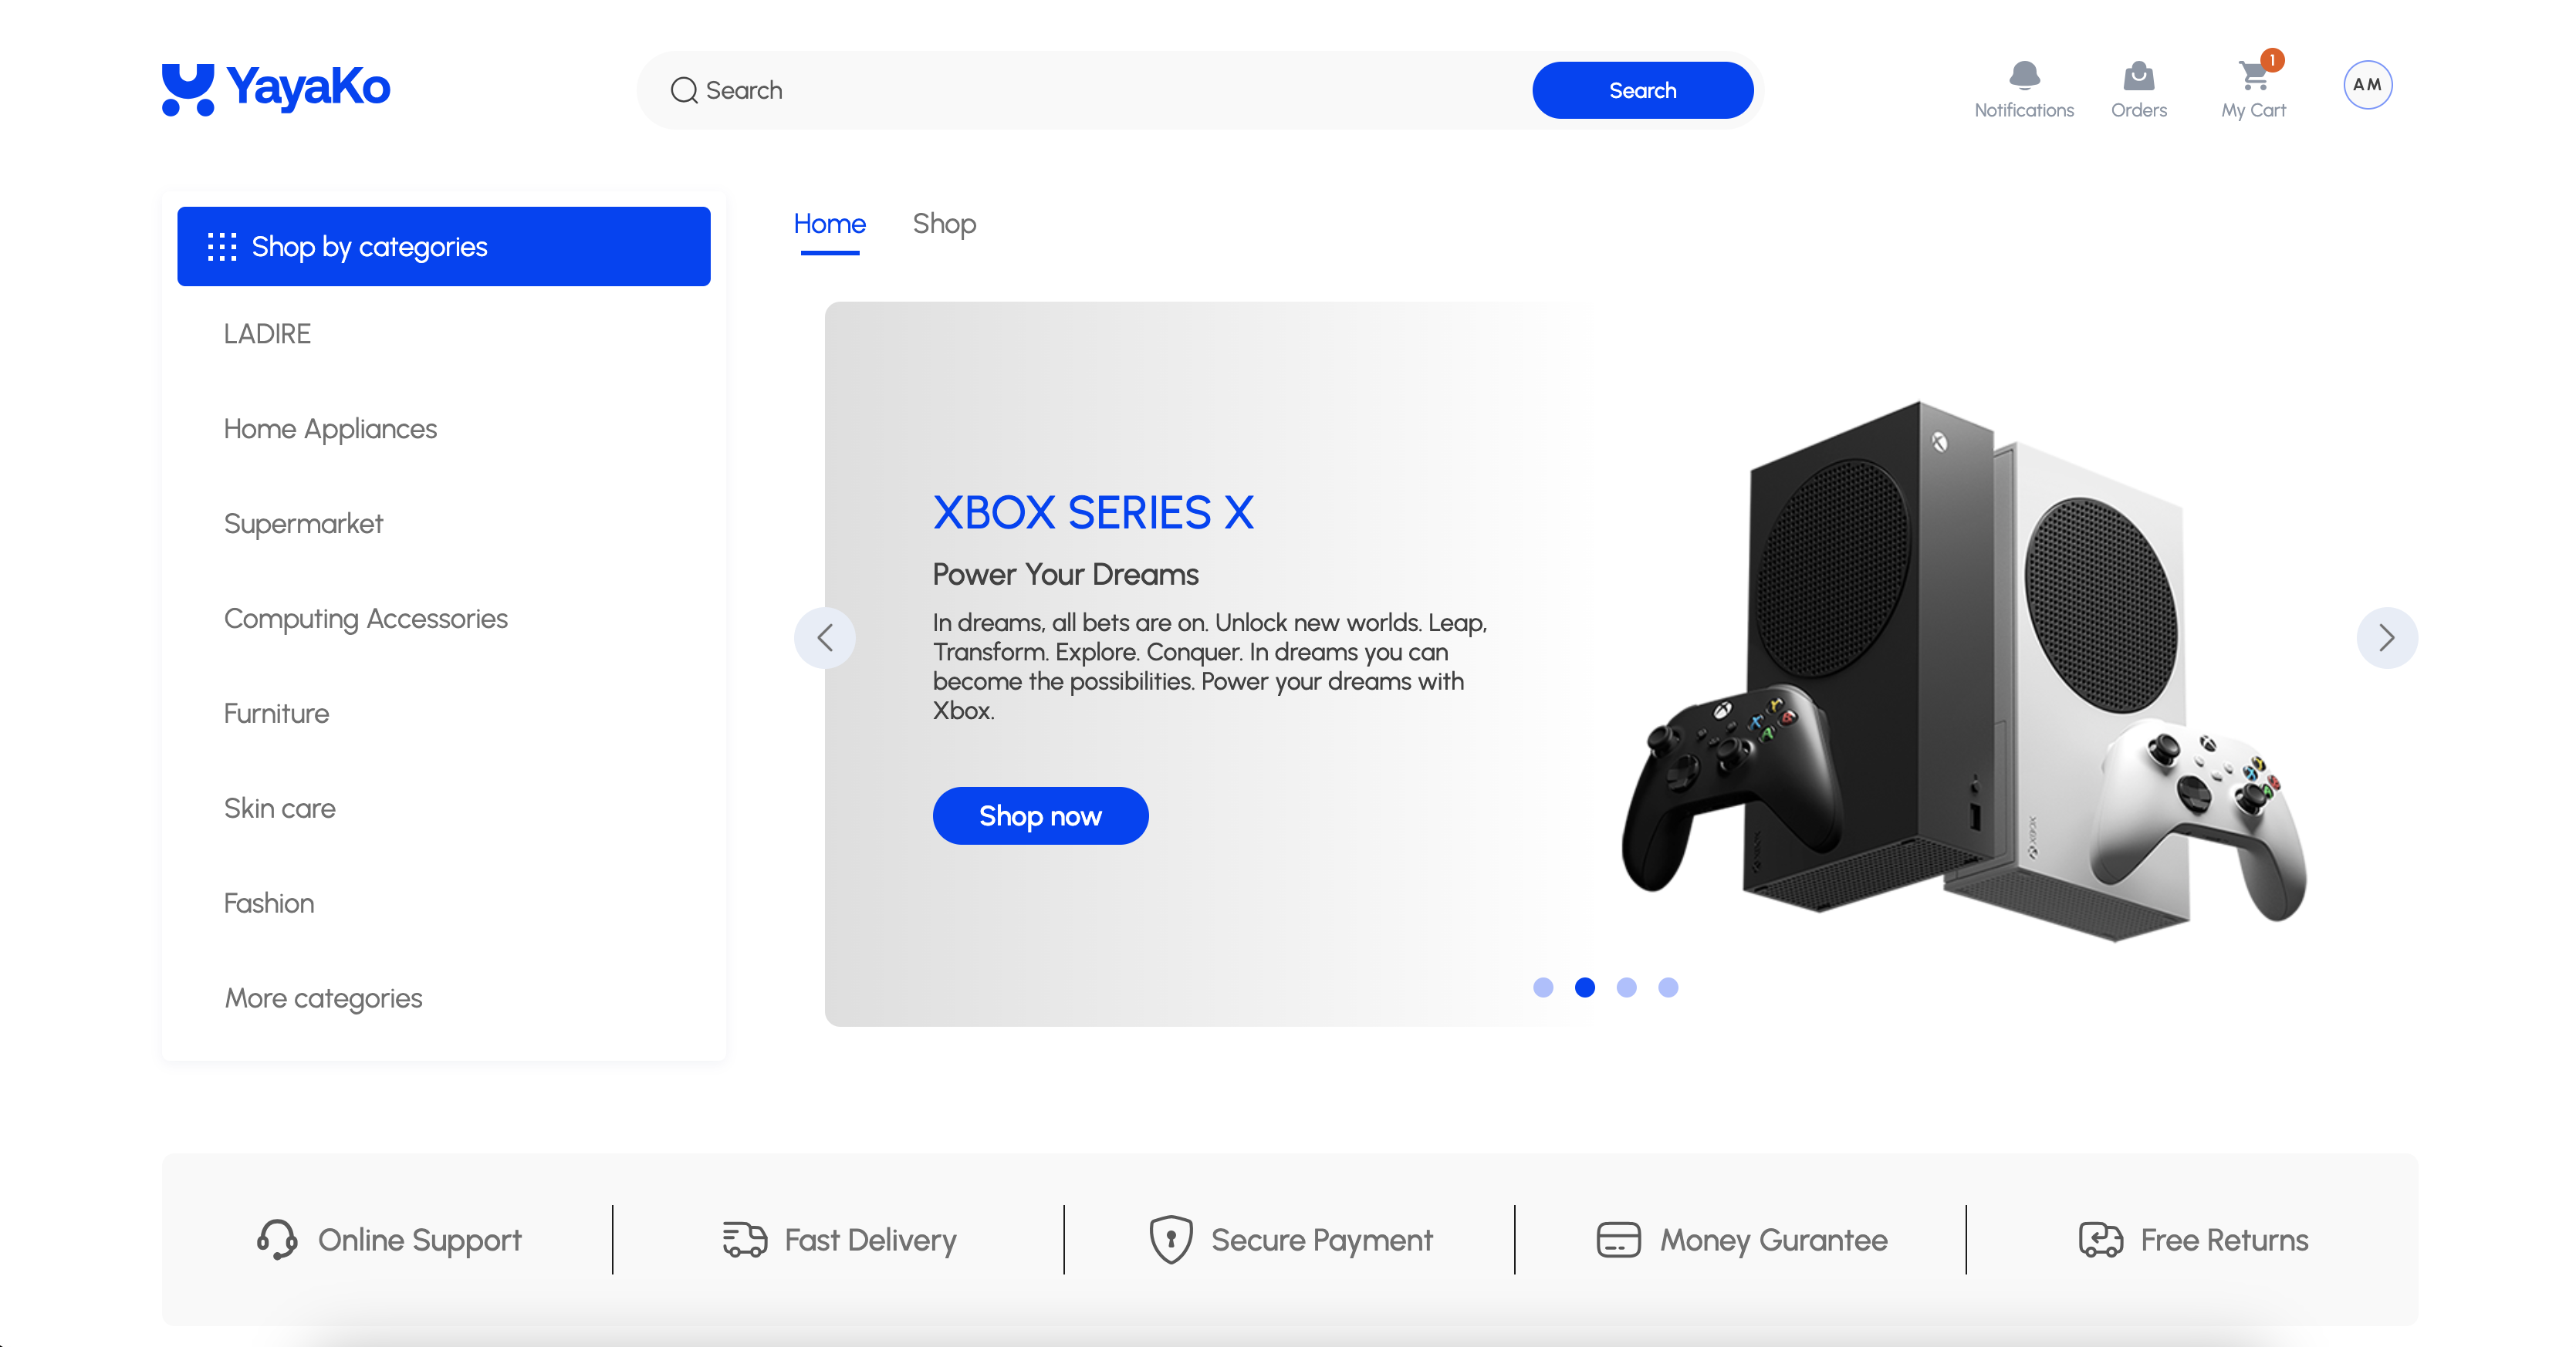 YayaKo
Search
Search
Notifications
Orders
1
My Cart
AM
Shop by categories
LADIRE
Home Appliances
Supermarket
Computing Accessories
Furniture
Skin care
Fashion
More categories
Home
Shop
XBOX SERIES X
Power Your Dreams
In dreams, all bets are on. Unlock new worlds. Leap,
Transform. Explore. Conquer. In dreams you can
become the possibilities. Power your dreams with
Xbox.
Shop now
XBOX
Online Support
Fast Delivery
Secure Payment
Money Gurantee
Free Returns